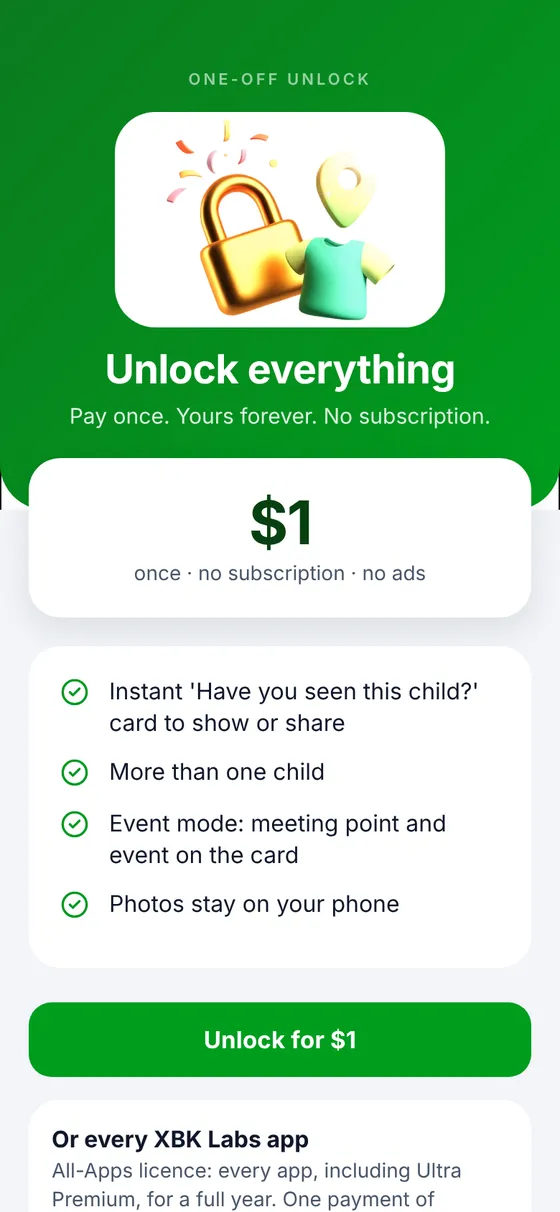 ONE-OFF UNLOCK
Unlock everything
Pay once. Yours forever. No subscription.
$1
once · no subscription · no ads
Instant 'Have you seen this child?'
card to show or share
More than one child
Event mode: meeting point and
event on the card
Photos stay on your phone
Unlock for $1
Or every XBK Labs app
All-Apps licence: every app, including Ultra
Premium, for a full year. One payment of